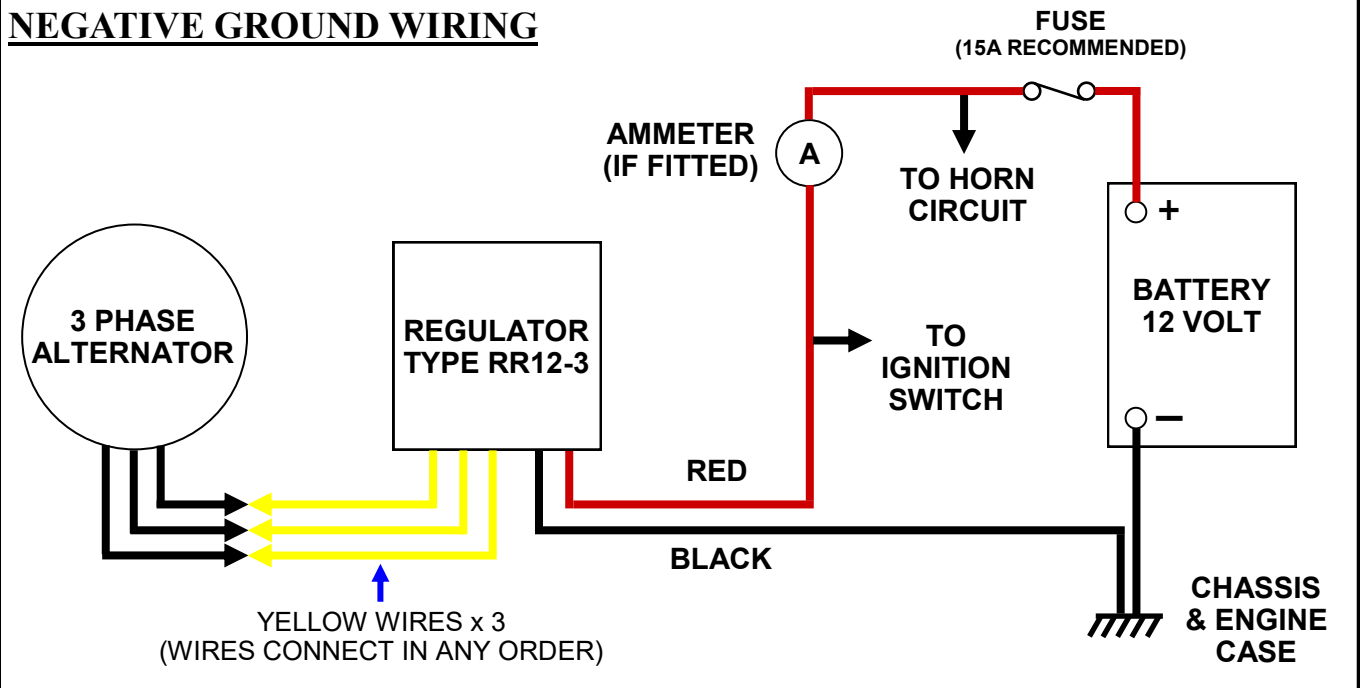 NEGATIVE GROUND WIRING
FUSE
(15A RECOMMENDED)
AMMETER
(IF FITTED)
A
TO HORN
CIRCUIT
+
BATTERY
12 VOLT
–
3 PHASE
ALTERNATOR
REGULATOR
TYPE RR12-3
TO
IGNITION
SWITCH
RED
BLACK
YELLOW WIRES x 3
(WIRES CONNECT IN ANY ORDER)
CHASSIS
& ENGINE
CASE